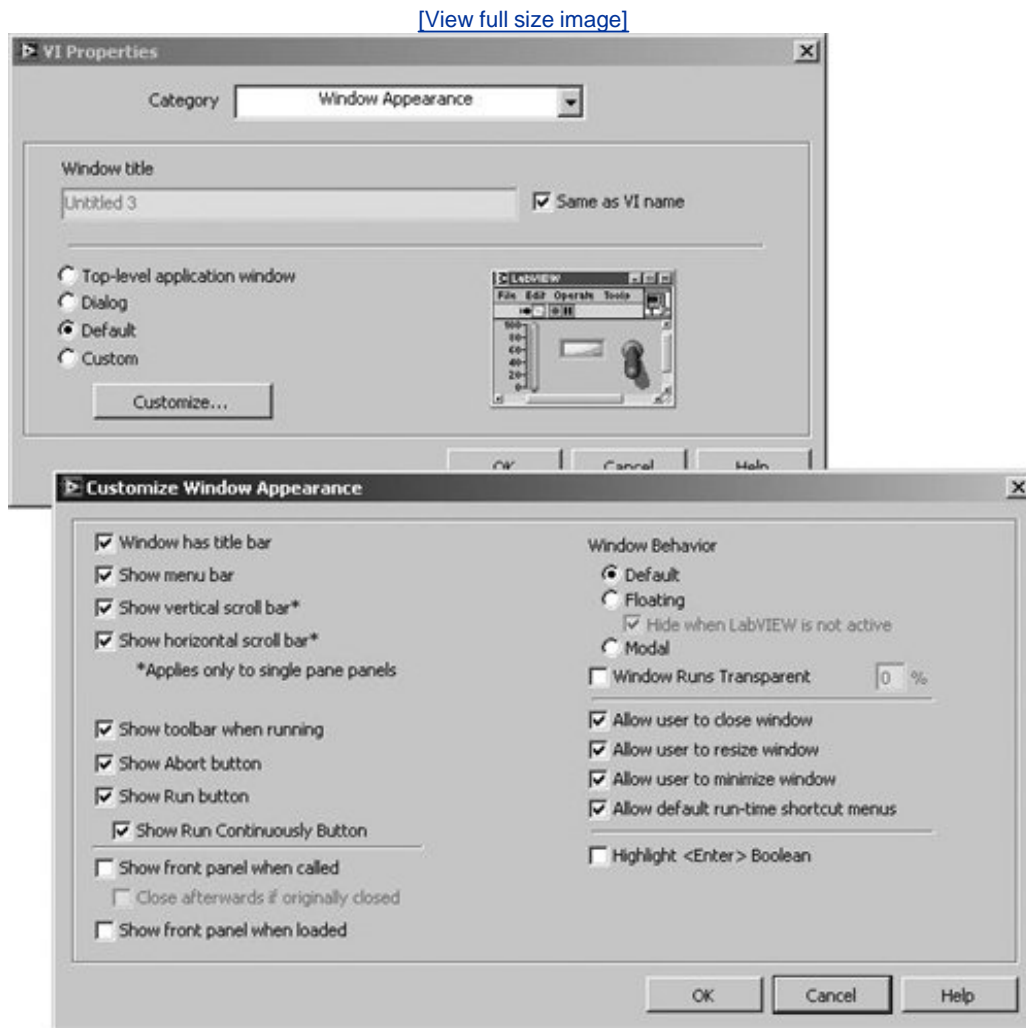 [View full size image]
VI Properties
Category Window Appearance
Window title
Untitled 3 Same as VI name
Top-level application window
Dialog
Default
Custom
Customize...
LabVIEW
File Edit Operate Tools
100
80
60
40
20
0
OK Cancel Help
Customize Window Appearance
Window has title bar
Show menu bar
Show vertical scroll bar*
Show horizontal scroll bar*
*Applies only to single pane panels
Show toolbar when running
Show Abort button
Show Run button
Show Run Continuously Button
Show front panel when called
Close afterwards if originally closed
Show front panel when loaded
Window Behavior
Default
Floating
Hide when LabVIEW is not active
Modal
Window Runs Transparent 0 %
Allow user to close window
Allow user to resize window
Allow user to minimize window
Allow default run-time shortcut menus
Highlight <Enter> Boolean
OK Cancel Help